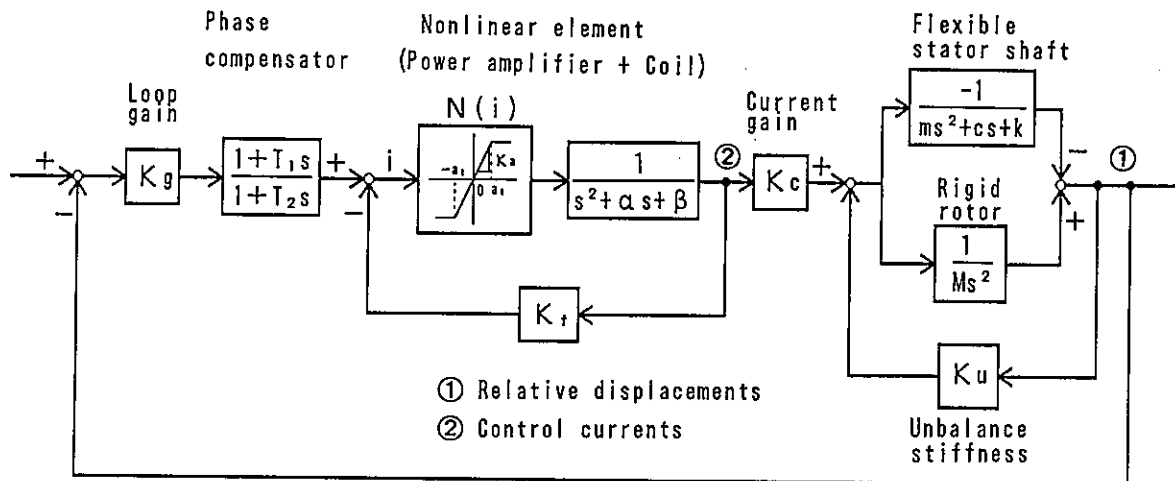 Phase
compensator
Nonlinear element
(Power amplifier + Coil)
Flexible
stator shaft
Loop
gain
N(i)
Current
gain
-1
ms²+cs+k
+
Kg
1+T₁s
1+T₂s
+
i
-a₁
0 a₁
1
s²+αs+β
②
Kc
+
−
①
−
−
Rigid
rotor
+
1
Ms²
Ku
① Relative displacements
② Control currents
Unbalance
stiffness